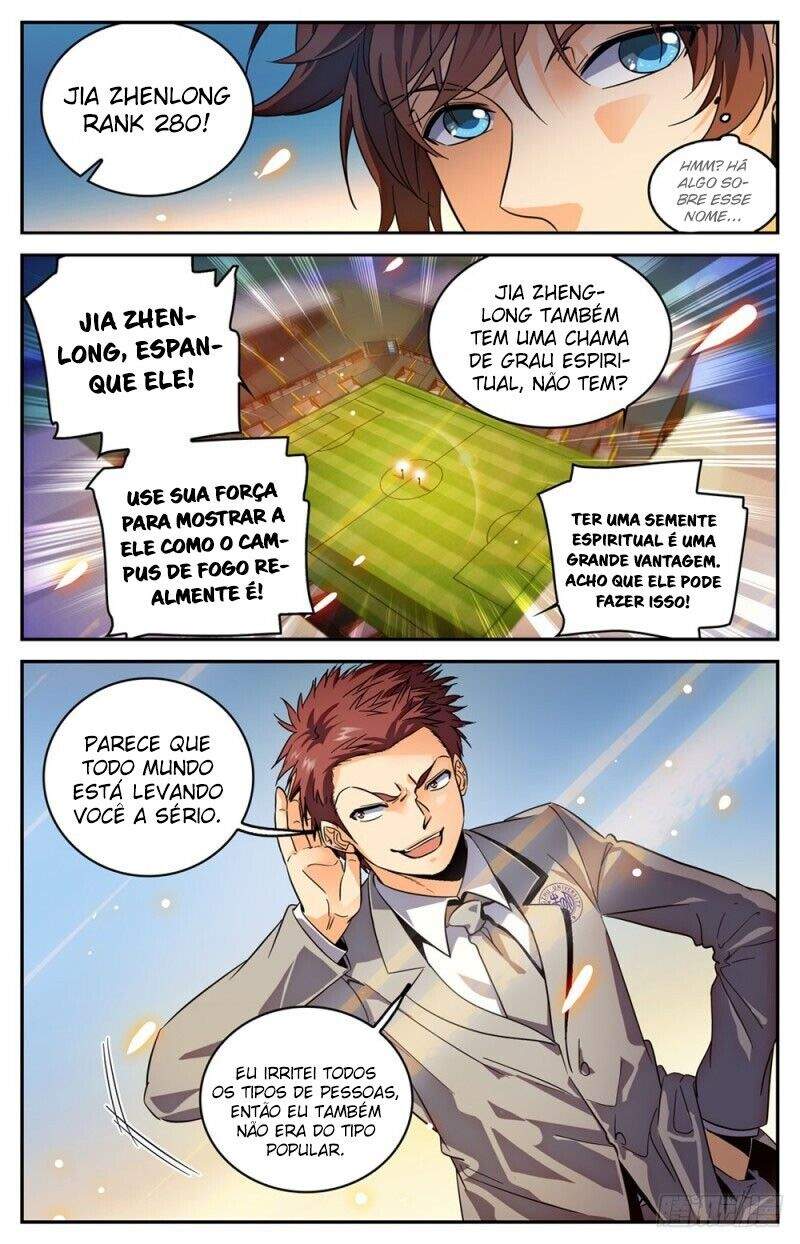 JIA ZHENLONG
RANK 280!
HMM? HÁ
ALGO SO-
BRE ESSE
NOME...
JIA ZHEN-
LONG, ESPAN-
QUE ELE!
JIA ZHENG-
LONG TAMBÉM
TEM UMA CHAMA
DE GRAU ESPIRI-
TUAL, NÃO TEM?
USE SUA FORÇA
PARA MOSTRAR A
ELE COMO O CAM-
PUS DE FOGO RE-
ALMENTE É!
TER UMA SEMENTE
ESPIRITUAL É UMA
GRANDE VANTAGEM.
ACHO QUE ELE PODE
FAZER ISSO!
PARECE QUE
TODO MUNDO
ESTÁ LEVANDO
VOCÊ A SÉRIO.
EU IRRITEI TODOS
OS TIPOS DE PESSOAS,
ENTÃO EU TAMBÉM
NÃO ERA DO TIPO
POPULAR.